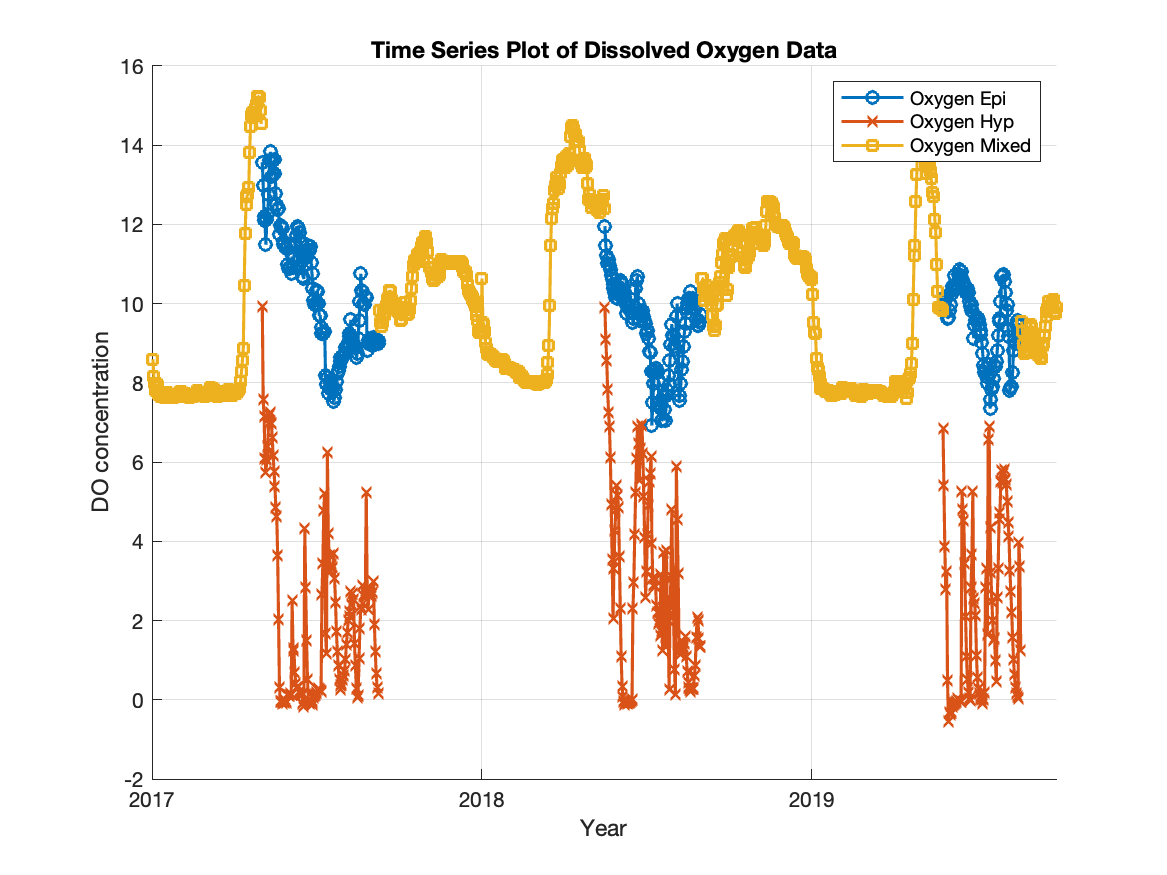 Time Series Plot of Dissolved Oxygen Data
16
14
12
10
8
6
4
2
0
-2
DO concentration
Oxygen Epi
Oxygen Hyp
Oxygen Mixed
2017
2018
2019
Year